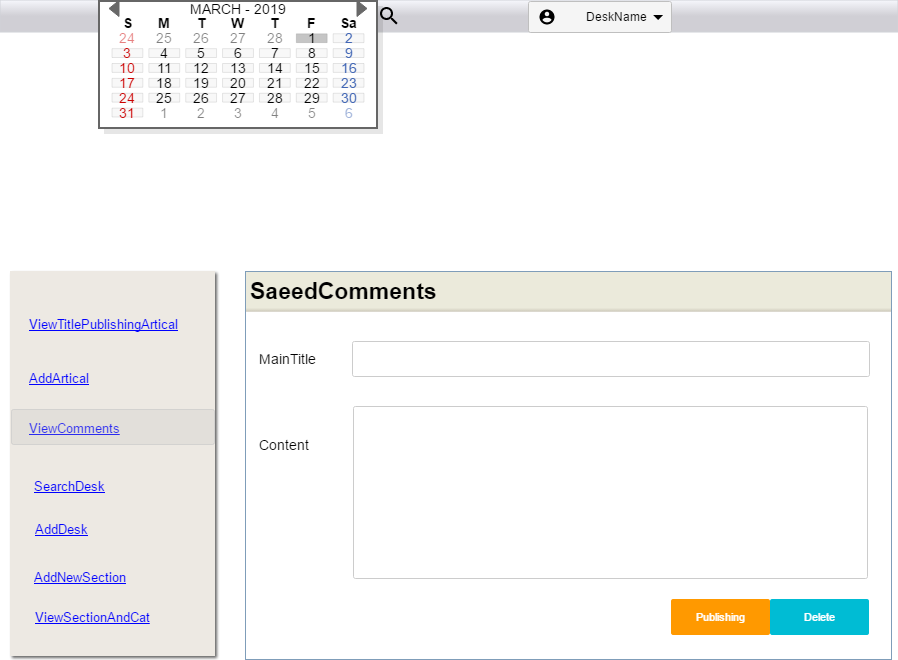 MARCH - 2019
S M T W T F Sa
24 25 26 27 28 1 2
3 4 5 6 7 8 9
10 11 12 13 14 15 16
17 18 19 20 21 22 23
24 25 26 27 28 29 30
31 1 2 3 4 5 6
DeskName
ViewTitlePublishingArtical
AddArtical
ViewComments
SearchDesk
AddDesk
AddNewSection
ViewSectionAndCat
SaeedComments
MainTitle
Content
Publishing Delete